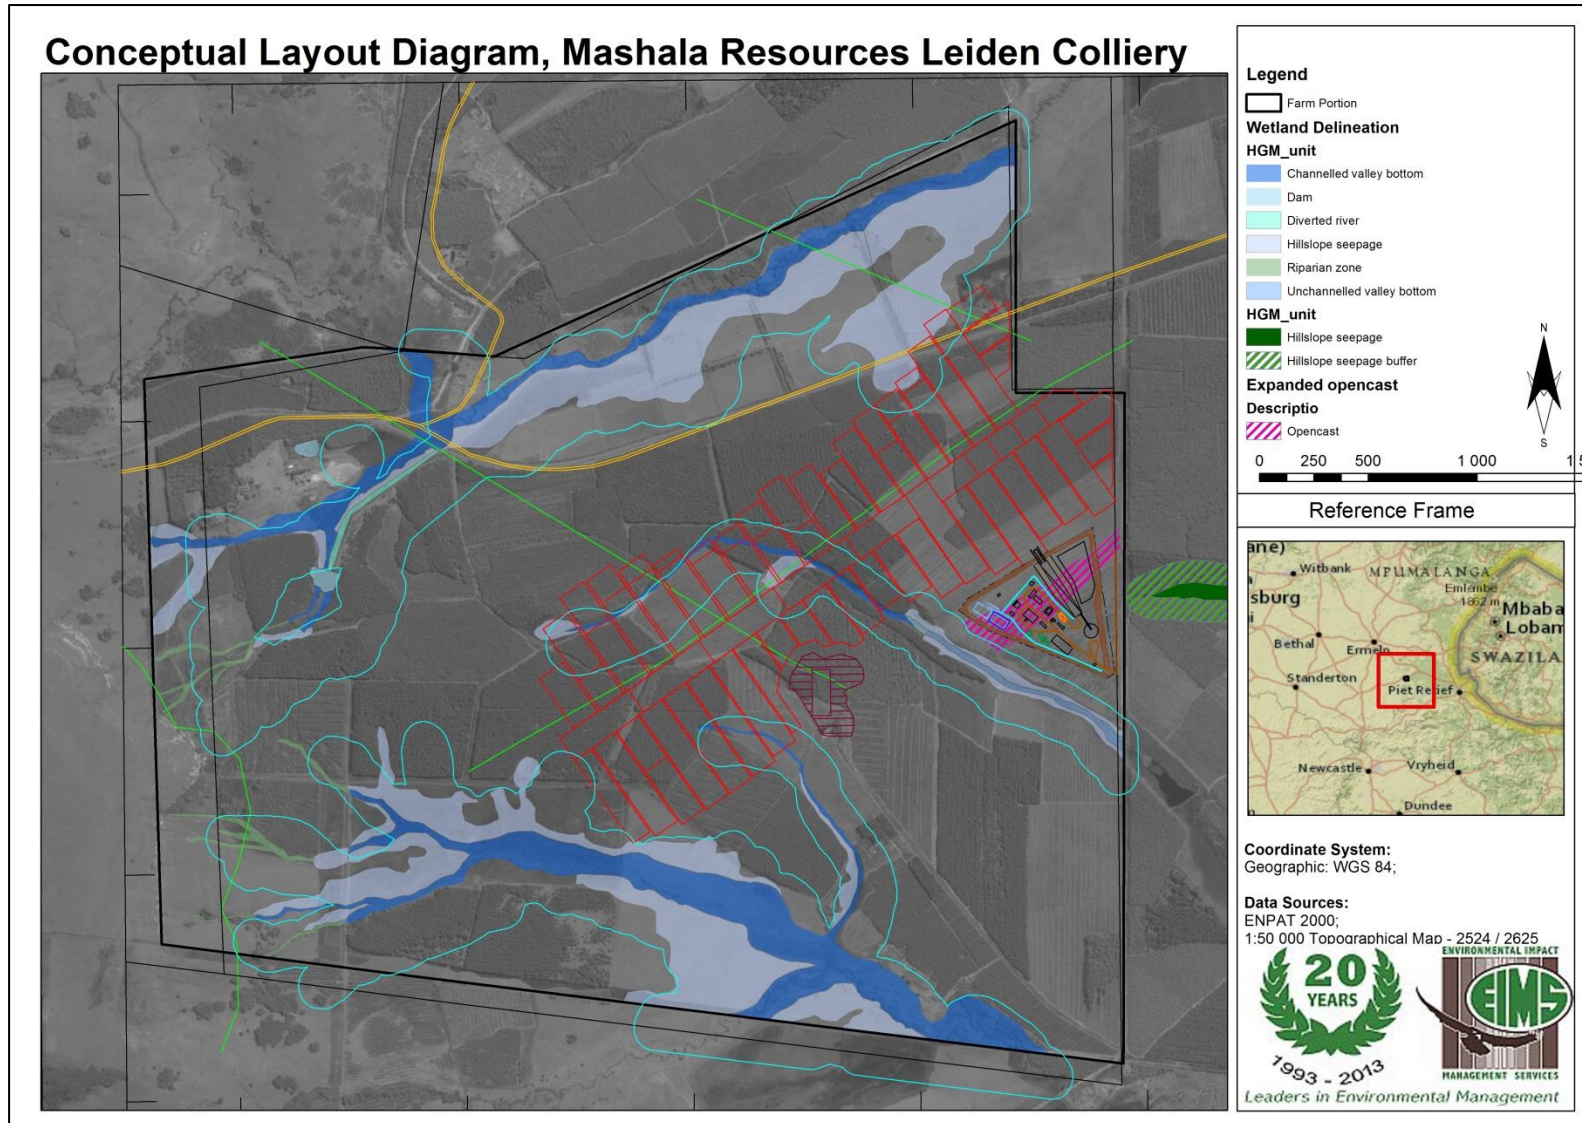 Conceptual Layout Diagram, Mashala Resources Leiden Colliery
Legend
Farm Portion
Wetland Delineation
HGM_unit
Channelled valley bottom
Dam
Diverted river
Hillslope seepage
Riparian zone
Unchannelled valley bottom
HGM_unit
Hillslope seepage
Hillslope seepage buffer
Expanded opencast
Descriptio
Opencast
N
S
0 250 500 1 000 1 5
Reference Frame
ane)
Witbank
MPUMALANGA
Emlembe
1862 m
sburg
Mbaba
Lobam
Bethal
Ermelo
SWAZILA
Standerton
Piet Retief
Newcastle
Vryheid
Dundee
Coordinate System:
Geographic: WGS 84;
Data Sources:
ENPAT 2000;
1:50 000 Topographical Map - 2524 / 2625
20
YEARS
1993 - 2013
ENVIRONMENTAL IMPACT
EIMS
MANAGEMENT SERVICES
Leaders in Environmental Management